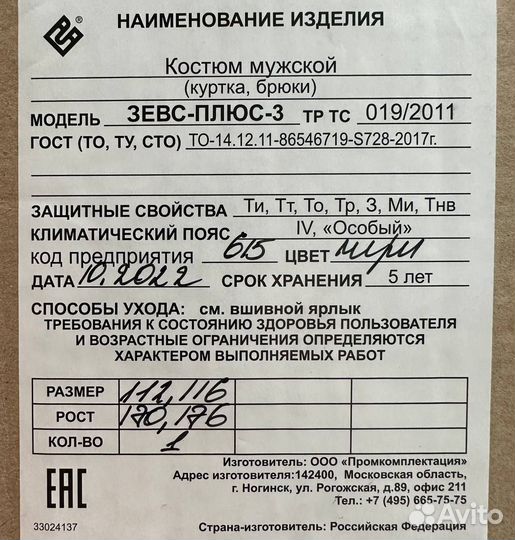 НАИМЕНОВАНИЕ ИЗДЕЛИЯ
®
Костюм мужской
(куртка, брюки)
МОДЕЛЬ ЗЕВС-ПЛЮС-3 ТР ТС 019/2011
ГОСТ (ТО, ТУ, СТО) ТО-14.12.11-86546719-S728-2017г.
ЗАЩИТНЫЕ СВОЙСТВА Ти, Тт, То, Тр, З, Ми, Тнв
КЛИМАТИЧЕСКИЙ ПОЯС IV, «Особый»
код предприятия 615 ЦВЕТ
ДАТА 10.2022 СРОК ХРАНЕНИЯ 5 лет
СПОСОБЫ УХОДА: см. вшивной ярлык
ТРЕБОВАНИЯ К СОСТОЯНИЮ ЗДОРОВЬЯ ПОЛЬЗОВАТЕЛЯ
И ВОЗРАСТНЫЕ ОГРАНИЧЕНИЯ ОПРЕДЕЛЯЮТСЯ
ХАРАКТЕРОМ ВЫПОЛНЯЕМЫХ РАБОТ
РАЗМЕР 112, 116
РОСТ 170, 176
КОЛ-ВО 1
Изготовитель: ООО «Промкомплектация»
Адрес изготовителя:142400, Московская область,
г. Ногинск, ул. Рогожская, д.89, офис 211
Тел.: +7 (495) 665-75-75
EAC
33024137
Страна-изготовитель: Российская Федерация
Avito